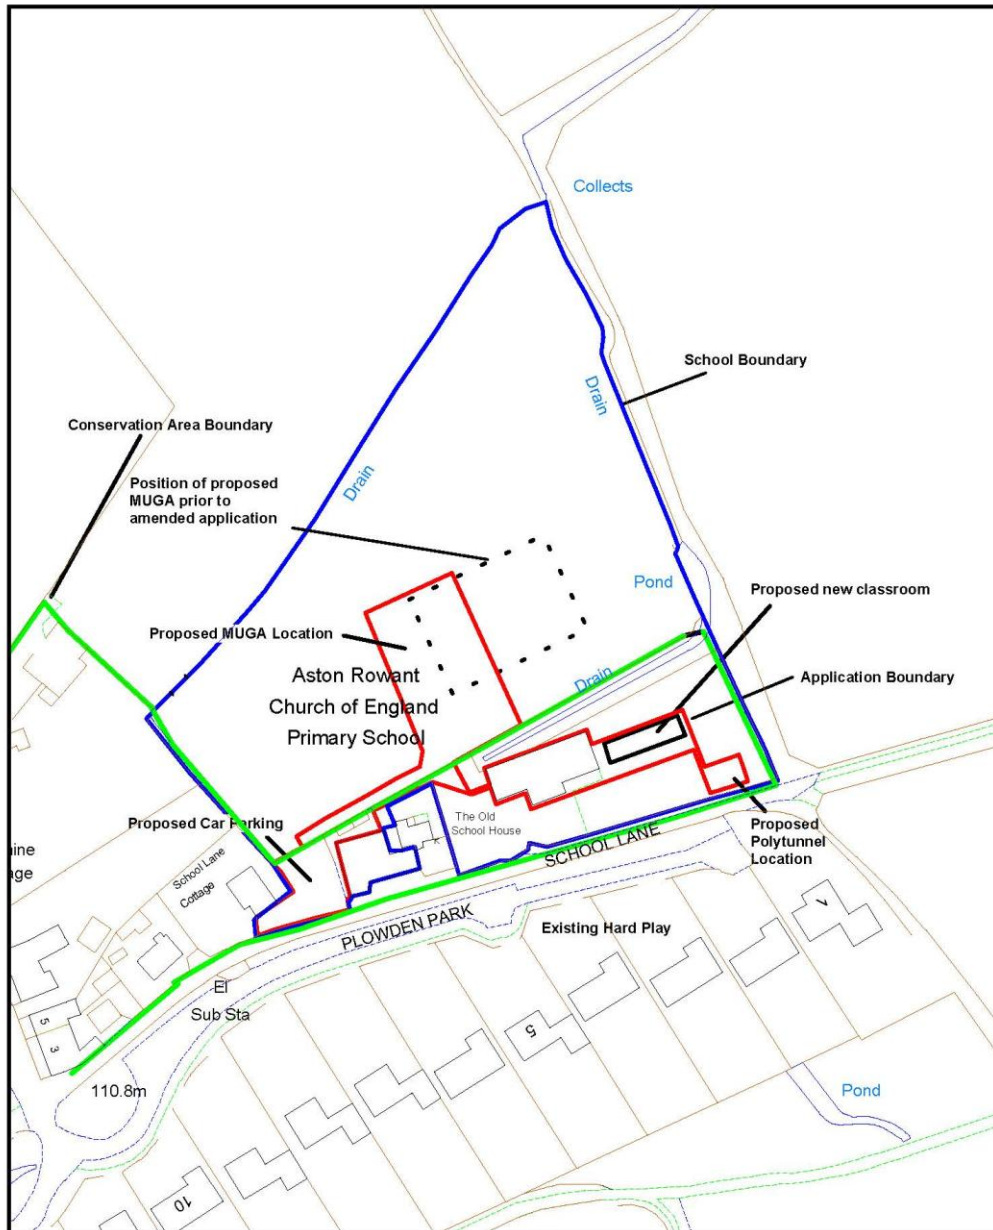 Collects
School Boundary
Drain
Conservation Area Boundary
Drain
Position of proposed
MUGA prior to
amended application
Pond
Proposed new classroom
Proposed MUGA Location
Aston Rowant
Church of England
Primary School
Drain
Application Boundary
Proposed Car Parking
The Old
School House
Proposed
Polytunnel
Location
SCHOOL LANE
School Lane
Cottage
PLOWDEN PARK
Existing Hard Play
1
El
Sub Sta
5
3
5
110.8m
Pond
10